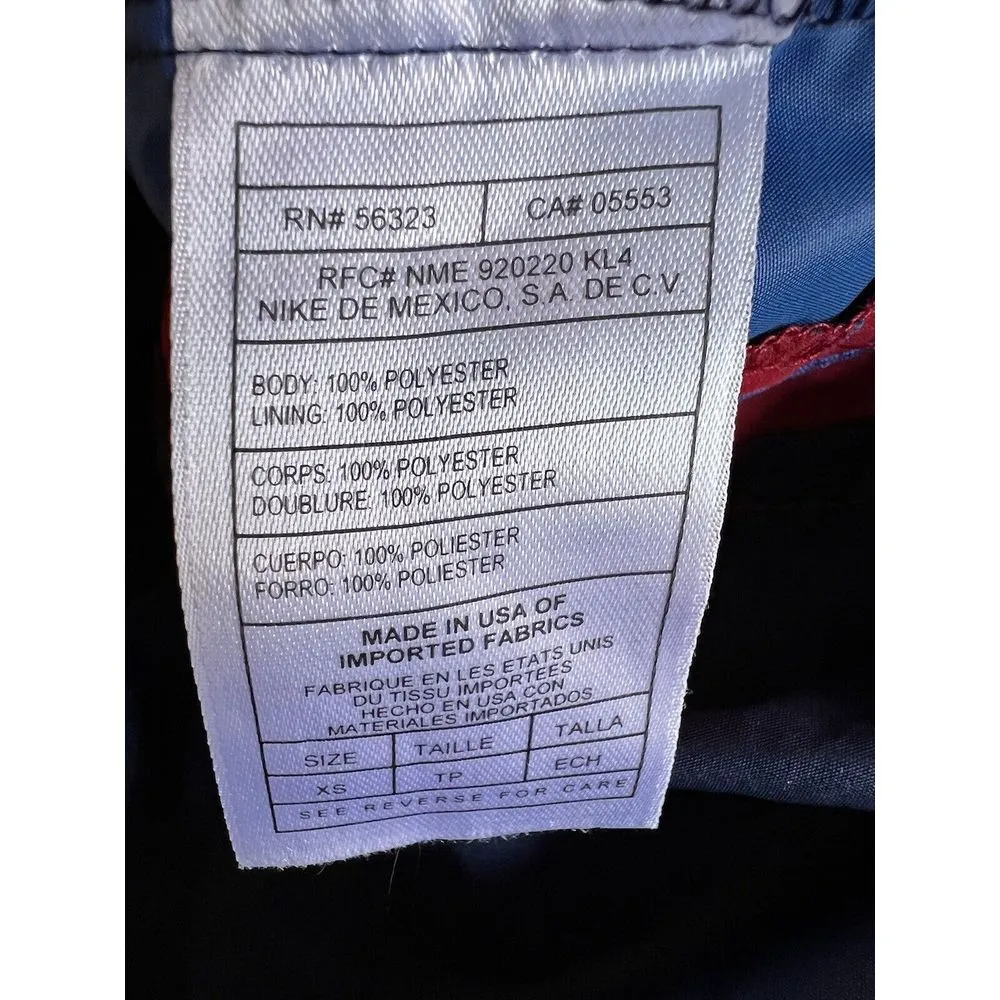 RN# 56323 CA# 05553
RFC# NME 920220 KL4
NIKE DE MEXICO, S.A. DE C.V
BODY: 100% POLYESTER
LINING: 100% POLYESTER
CORPS: 100% POLYESTER
DOUBLURE: 100% POLYESTER
CUERPO: 100% POLIESTER
FORRO: 100% POLIESTER
MADE IN USA OF
IMPORTED FABRICS
FABRIQUE EN LES ETATS UNIS
DU TISSU IMPORTEES
HECHO EN USA CON
MATERIALES IMPORTADOS
SIZE TAILLE TALLA
XS TP ECH
SEE REVERSE FOR CARE